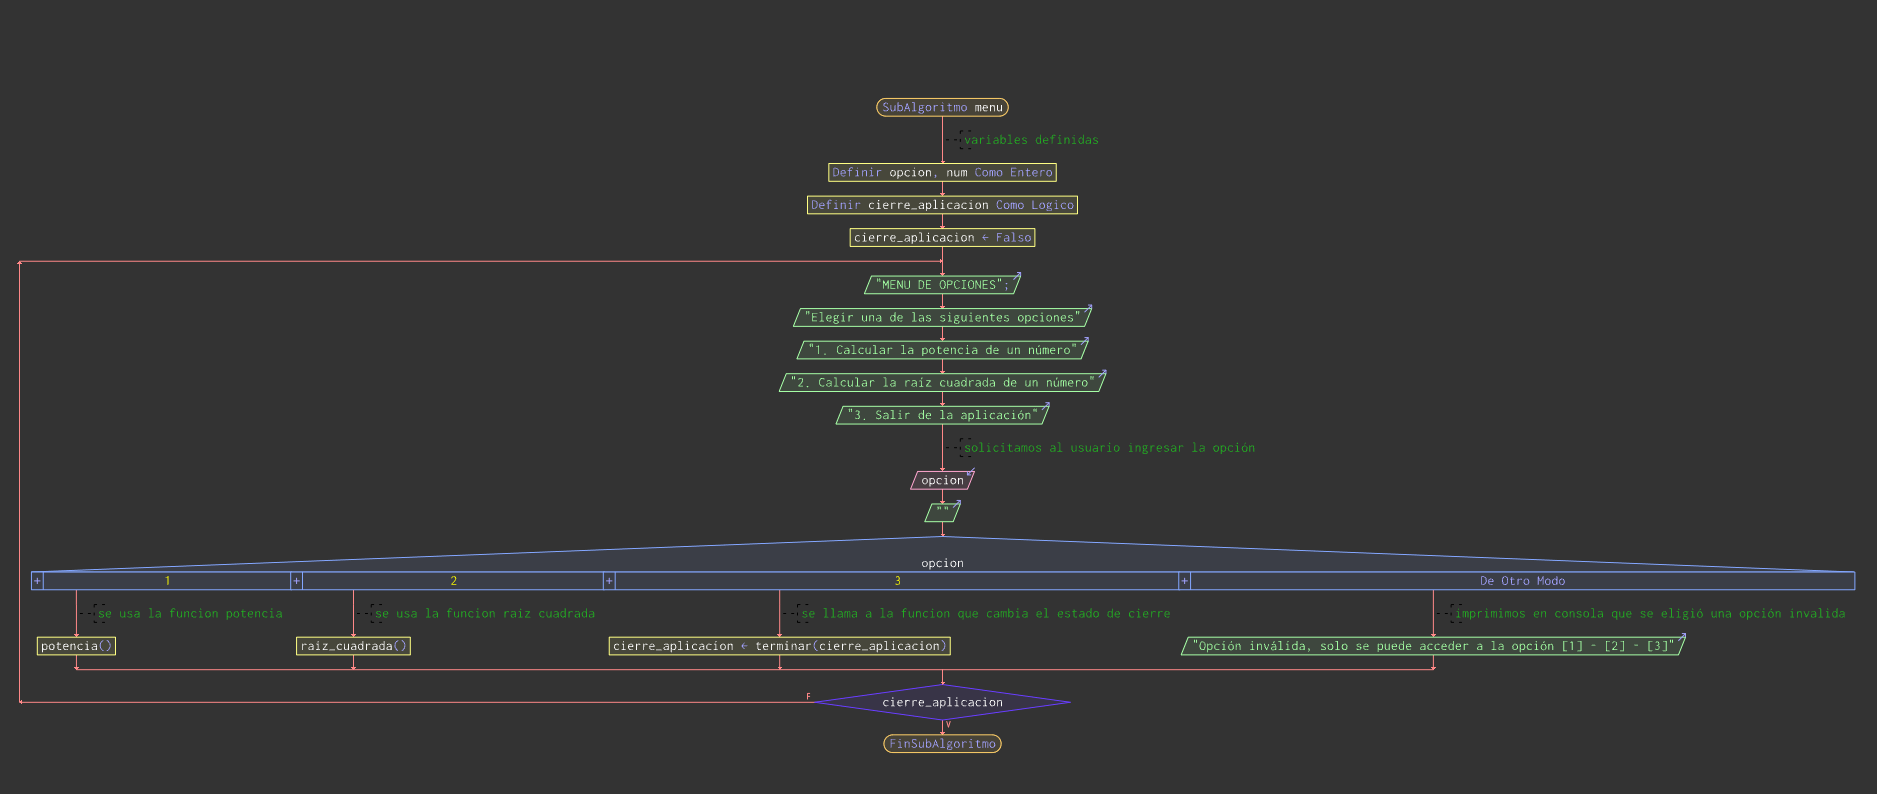 SubAlgoritmo menu
variables definidas
Definir opcion, num Como Entero
Definir cierre_aplicacion Como Logico
cierre_aplicacion ← Falso
"MENU DE OPCIONES";
"Elegir una de las siguientes opciones"
"1. Calcular la potencia de un número"
"2. Calcular la raíz cuadrada de un número"
"3. Salir de la aplicación"
solicitamos al usuario ingresar la opción
opcion
""
opcion
+ 1 + 2 + 3 + De Otro Modo
se usa la funcion potencia
se usa la funcion raiz cuadrada
se llama a la funcion que cambia el estado de cierre
imprimimos en consola que se eligió una opción invalida
potencia()
raiz_cuadrada()
cierre_aplicacion ← terminar(cierre_aplicacion)
"Opción inválida, solo se puede acceder a la opción [1] - [2] - [3]"
F
cierre_aplicacion
V
FinSubAlgoritmo